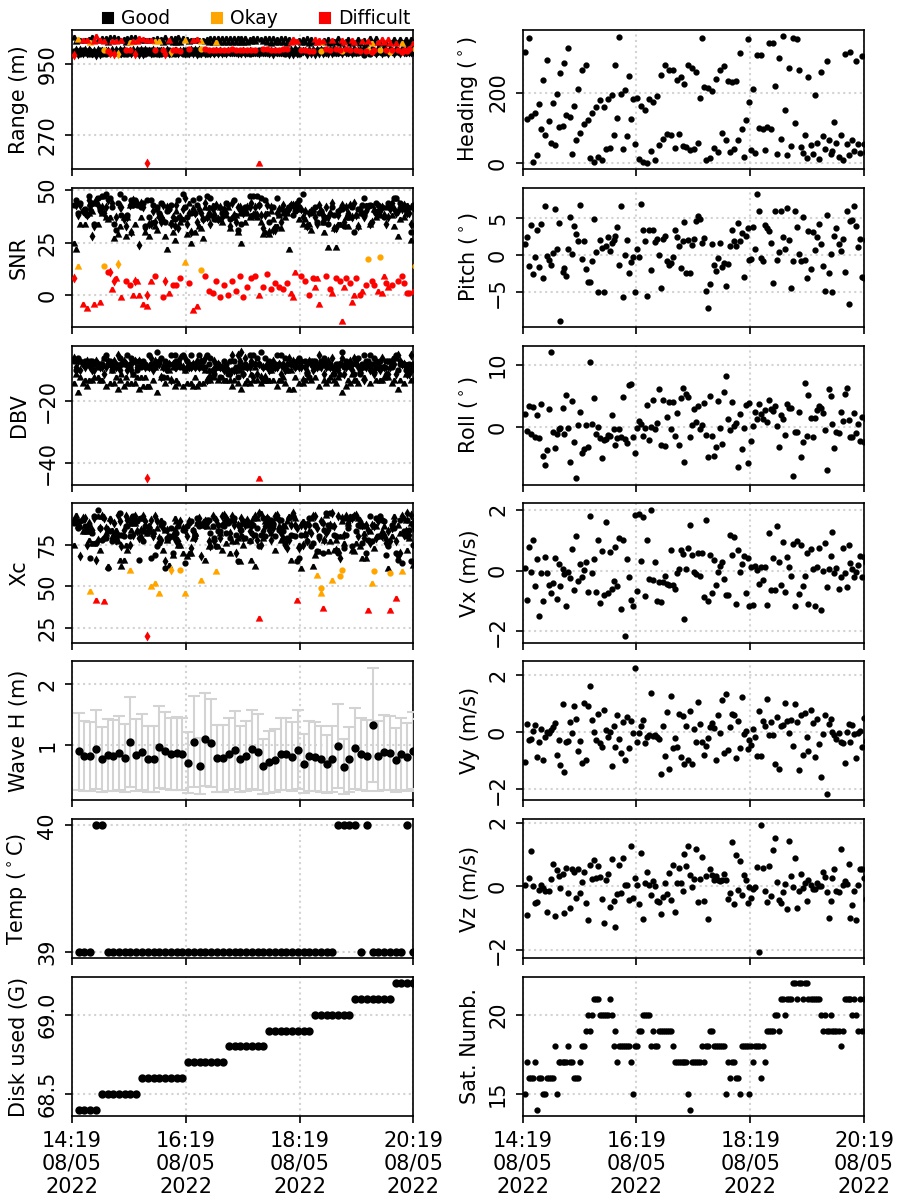 Good Okay Difficult
Range (m)
950
270
Heading (°)
200
0
SNR
50
25
0
Pitch (°)
5
0
−5
DBV
−20
−40
Roll (°)
10
0
Xc
75
50
25
Vx (m/s)
2
0
−2
Wave H (m)
2
1
Vy (m/s)
2
0
−2
Temp (°C)
40
39
Vz (m/s)
2
0
−2
Disk used (G)
69.0
68.5
Sat. Numb.
20
15
14:19 16:19 18:19 20:19
08/05 08/05 08/05 08/05
2022 2022 2022 2022
14:19 16:19 18:19 20:19
08/05 08/05 08/05 08/05
2022 2022 2022 2022